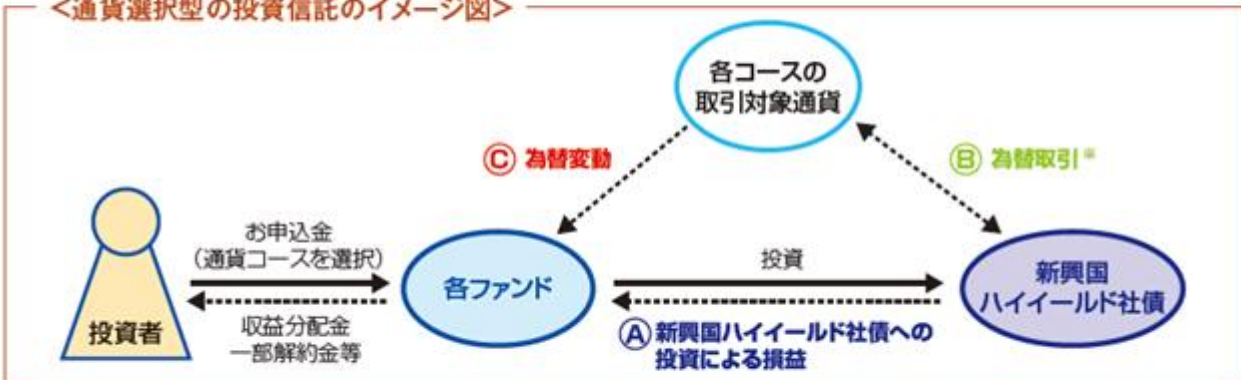 <通貨選択型の投資信託のイメージ図>
各コースの
取引対象通貨
Ⓒ 為替変動
Ⓑ 為替取引※
お申込金
(通貨コースを選択)
投資
各ファンド
新興国
ハイイールド社債
投資者
収益分配金
一部解約金等
Ⓐ 新興国ハイイールド社債への
投資による損益